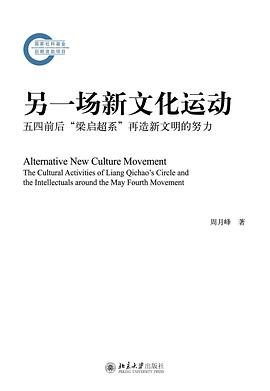 国家社科基金
后期资助项目
另一场新文化运动
五四前后“梁启超系”再造新文明的努力
Alternative New Culture Movement
The Cultural Activities of Liang Qichao’s Circle and
the Intellectuals around the May Fourth Movement
周月峰 著
北京大学出版社